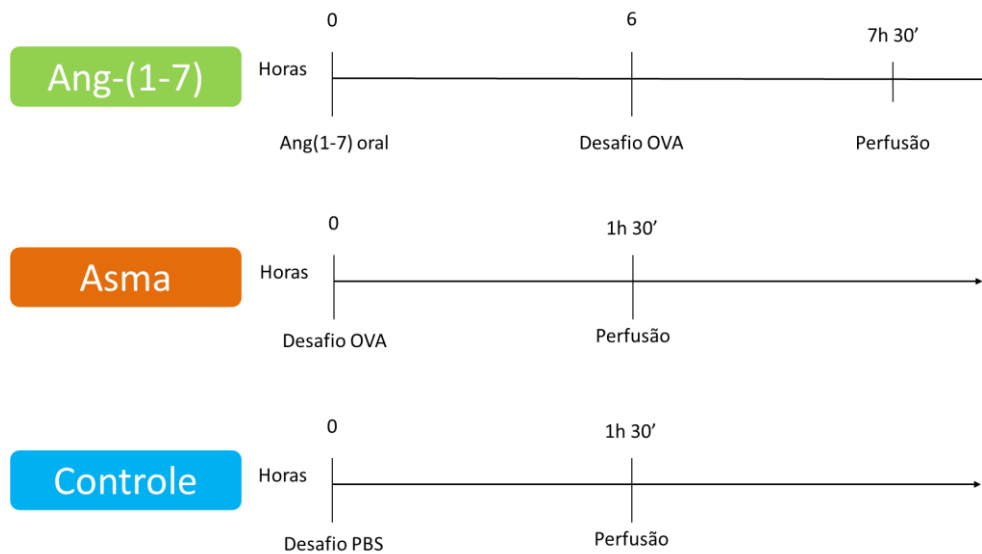 0
6
7h 30’
Ang-(1-7)
Horas
Ang(1-7) oral
Desafio OVA
Perfusão
0
1h 30’
Asma
Horas
Desafio OVA
Perfusão
0
1h 30’
Controle
Horas
Desafio PBS
Perfusão